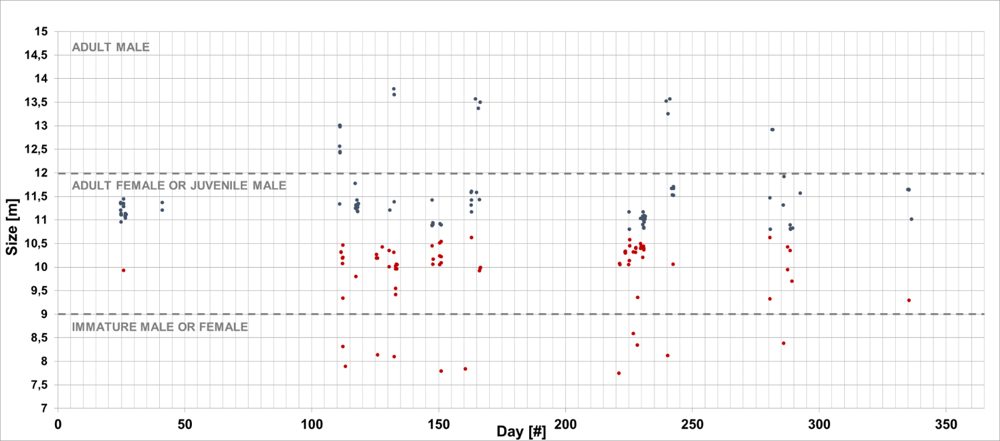 15
ADULT MALE
14,5
14
13,5
13
12,5
12
ADULT FEMALE OR JUVENILE MALE
11,5
11
10,5
10
9,5
9
IMMATURE MALE OR FEMALE
8,5
8
7,5
7
Size [m]
0 50 100 150 200 250 300 350
Day [#]